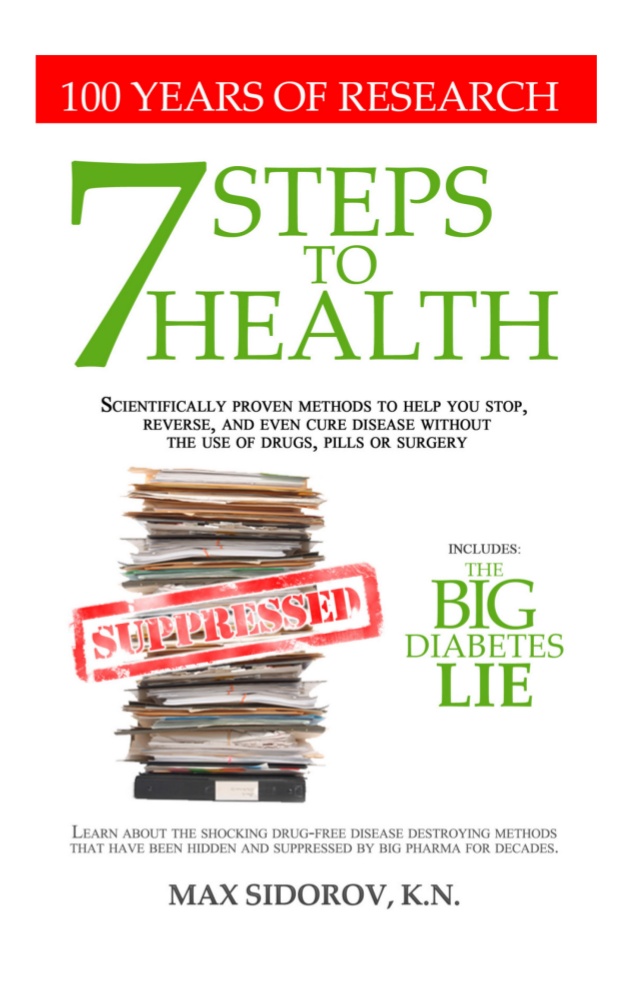 100 YEARS OF RESEARCH
7 STEPS
TO
HEALTH
SCIENTIFICALLY PROVEN METHODS TO HELP YOU STOP,
REVERSE, AND EVEN CURE DISEASE WITHOUT
THE USE OF DRUGS, PILLS OR SURGERY
SUPPRESSED
INCLUDES:
THE
BIG
DIABETES
LIE
LEARN ABOUT THE SHOCKING DRUG-FREE DISEASE DESTROYING METHODS
THAT HAVE BEEN HIDDEN AND SUPPRESSED BY BIG PHARMA FOR DECADES.
MAX SIDOROV, K.N.